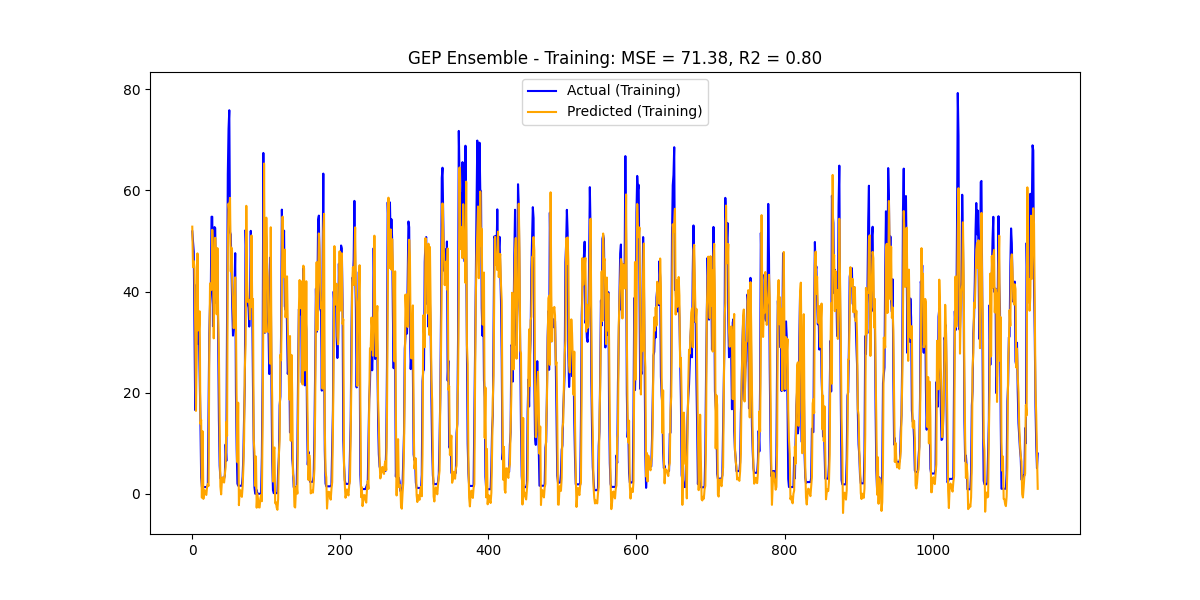 GEP Ensemble - Training: MSE = 71.38, R2 = 0.80
Actual (Training)
Predicted (Training)
80
60
40
20
0
0 200 400 600 800 1000